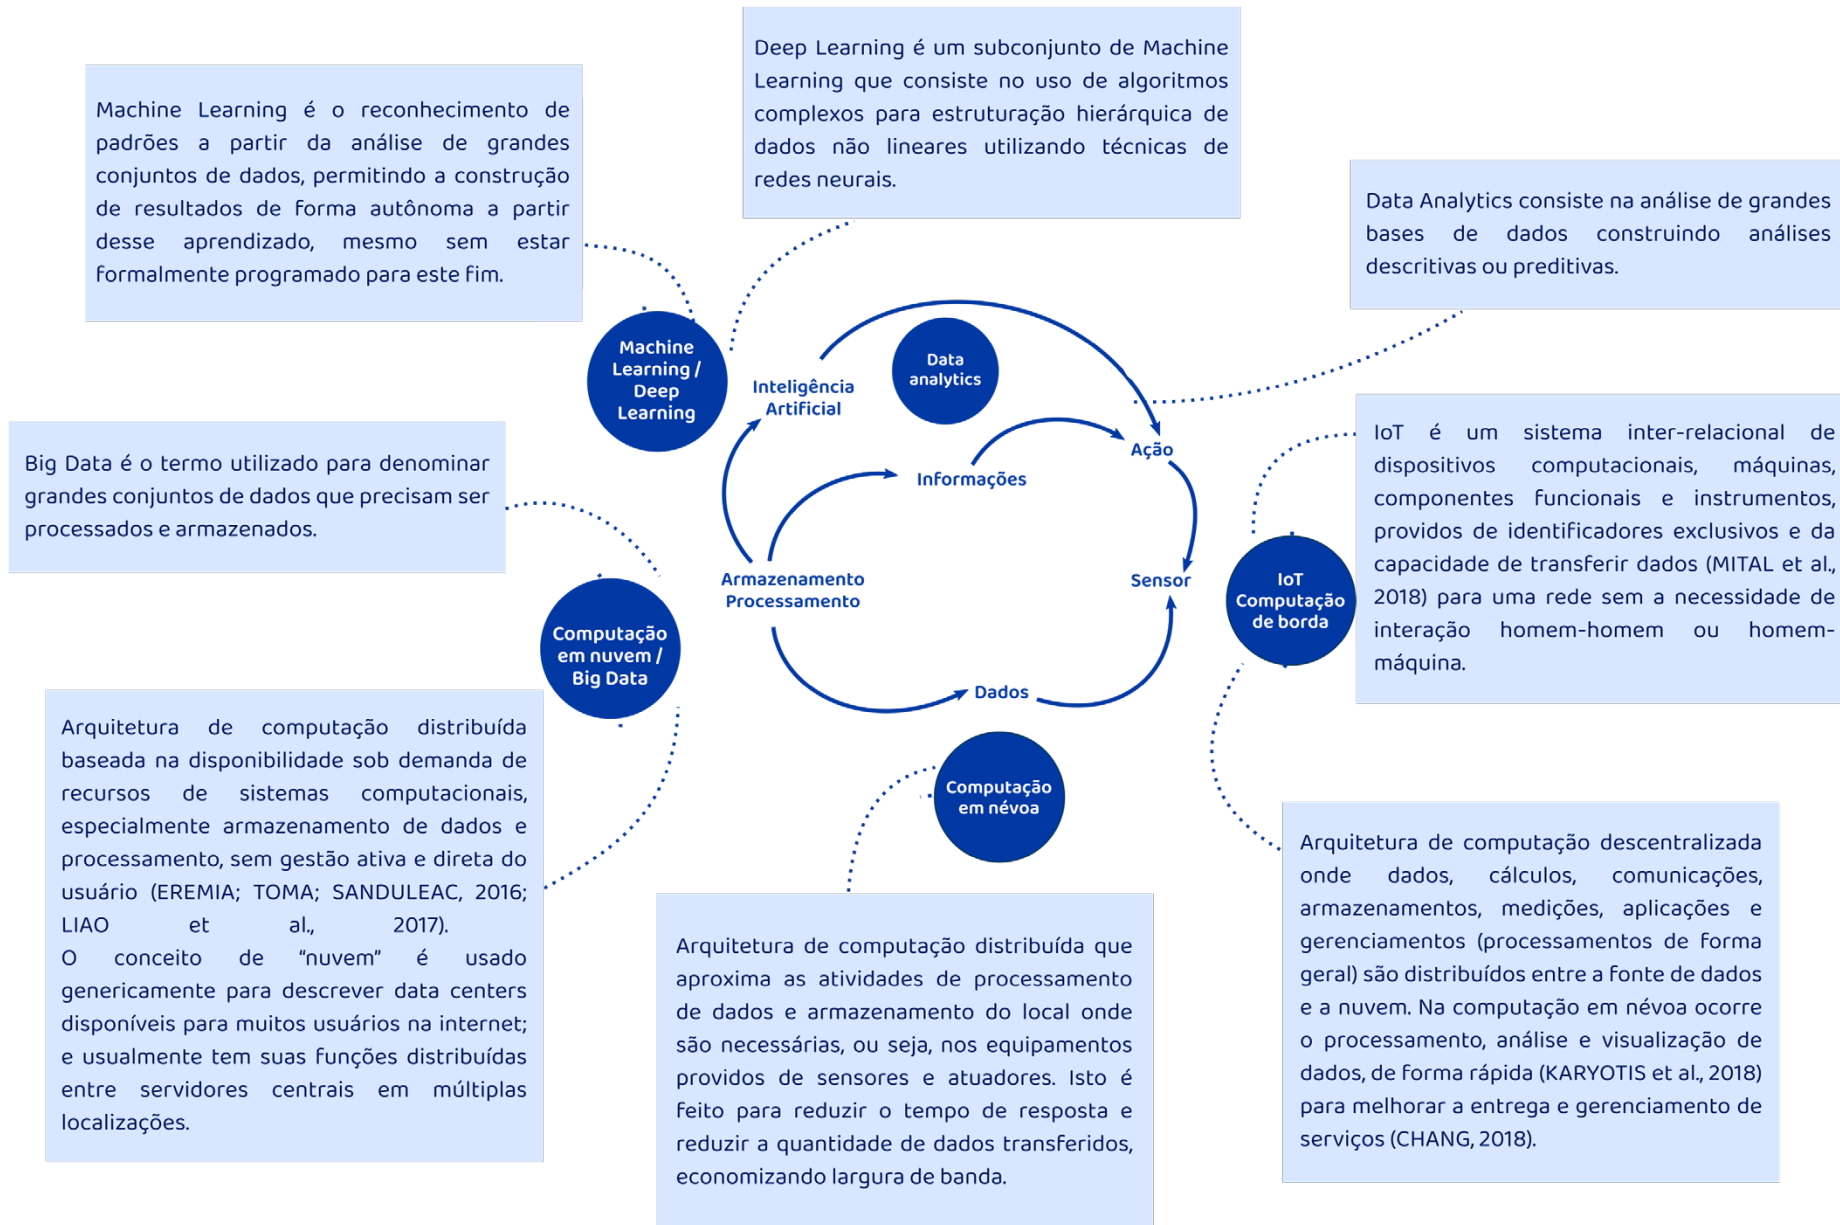 Deep Learning é um subconjunto de Machine
Learning que consiste no uso de algoritmos
complexos para estruturação hierárquica de
dados não lineares utilizando técnicas de
redes neurais.
Machine Learning é o reconhecimento de
padrões a partir da análise de grandes
conjuntos de dados, permitindo a construção
de resultados de forma autônoma a partir
desse aprendizado, mesmo sem estar
formalmente programado para este fim.
Data Analytics consiste na análise de grandes
bases de dados construindo análises
descritivas ou preditivas.
Machine
Learning /
Deep
Learning
Inteligência
Artificial
Data
analytics
Ação
Informações
Big Data é o termo utilizado para denominar
grandes conjuntos de dados que precisam ser
processados e armazenados.
IoT é um sistema inter-relacional de
dispositivos computacionais, máquinas,
componentes funcionais e instrumentos,
providos de identificadores exclusivos e da
capacidade de transferir dados (MITAL et al.,
2018) para uma rede sem a necessidade de
interação homem-homem ou homem-
máquina.
Armazenamento
Processamento
Sensor
IoT
Computação
de borda
Computação
em nuvem /
Big Data
Dados
Computação
em névoa
Arquitetura de computação distribuída
baseada na disponibilidade sob demanda de
recursos de sistemas computacionais,
especialmente armazenamento de dados e
processamento, sem gestão ativa e direta do
usuário (EREMIA; TOMA; SANDULEAC, 2016;
LIAO et al., 2017).
O conceito de “nuvem” é usado
genericamente para descrever data centers
disponíveis para muitos usuários na internet;
e usualmente tem suas funções distribuídas
entre servidores centrais em múltiplas
localizações.
Arquitetura de computação distribuída que
aproxima as atividades de processamento
de dados e armazenamento do local onde
são necessárias, ou seja, nos equipamentos
providos de sensores e atuadores. Isto é
feito para reduzir o tempo de resposta e
reduzir a quantidade de dados transferidos,
economizando largura de banda.
Arquitetura de computação descentralizada
onde dados, cálculos, comunicações,
armazenamentos, medições, aplicações e
gerenciamentos (processamentos de forma
geral) são distribuídos entre a fonte de dados
e a nuvem. Na computação em névoa ocorre
o processamento, análise e visualização de
dados, de forma rápida (KARYOTIS et al., 2018)
para melhorar a entrega e gerenciamento de
serviços (CHANG, 2018).